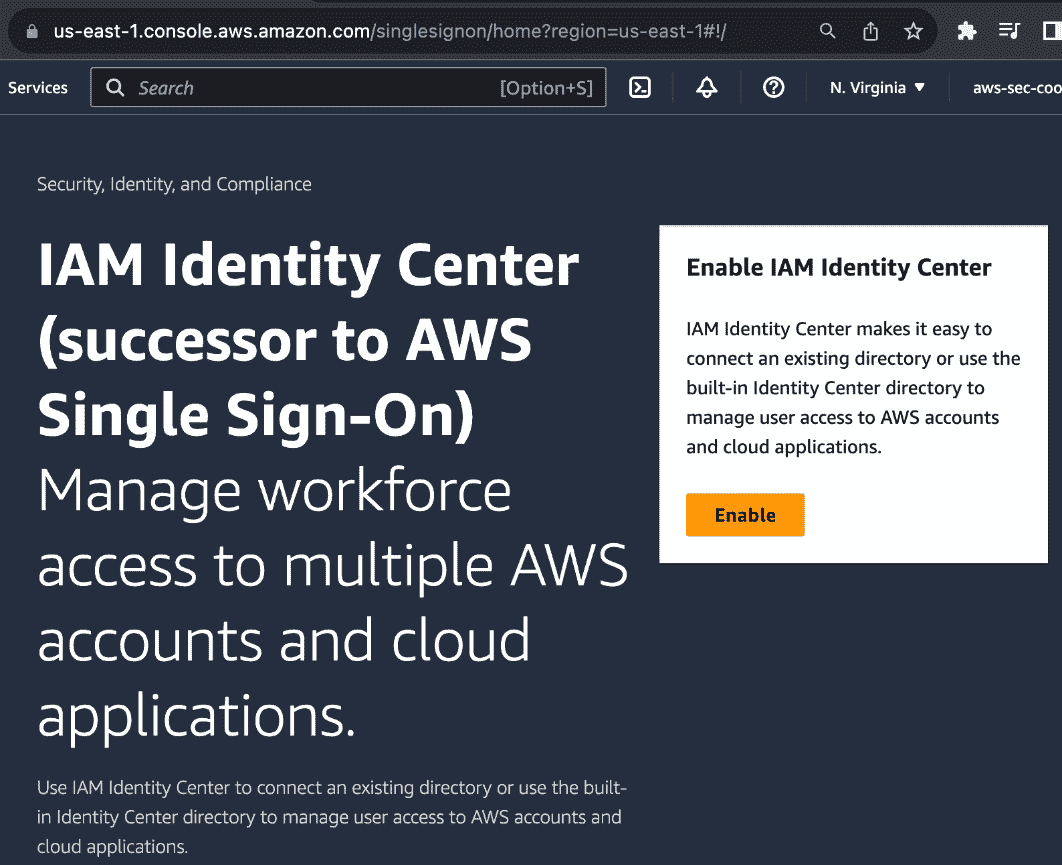 us-east-1.console.aws.amazon.com/singlesignon/home?region=us-east-1#!/
Services
Search
[Option+S]
N. Virginia
aws-sec-coo
Security, Identity, and Compliance
IAM Identity Center
(successor to AWS
Single Sign-On)
Manage workforce
access to multiple AWS
accounts and cloud
applications.
Use IAM Identity Center to connect an existing directory or use the built-
in Identity Center directory to manage user access to AWS accounts and
cloud applications.
Enable IAM Identity Center
IAM Identity Center makes it easy to
connect an existing directory or use the
built-in Identity Center directory to
manage user access to AWS accounts
and cloud applications.
Enable